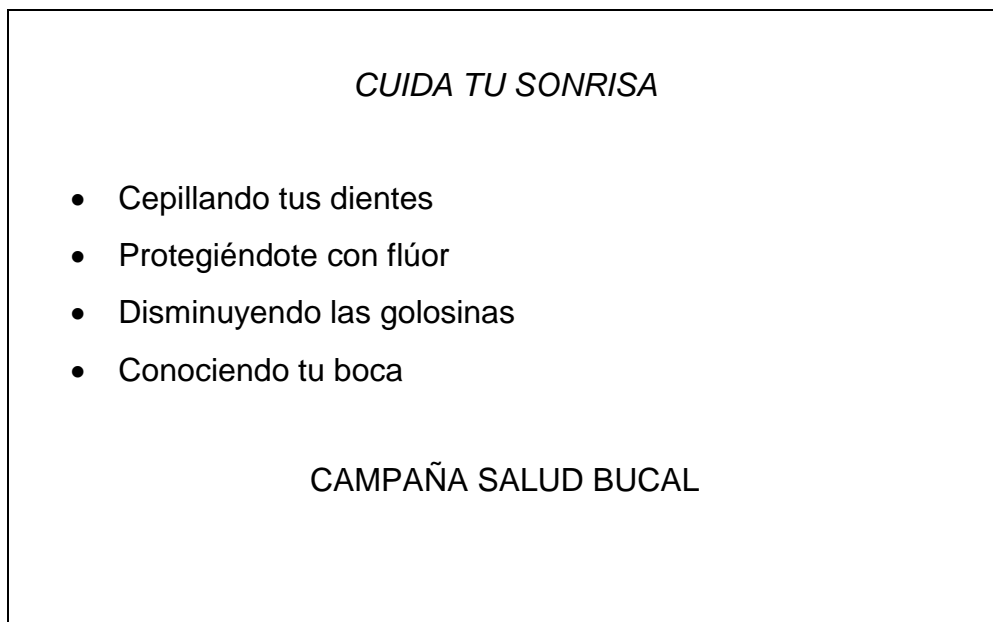 CUIDA TU SONRISA
• Cepillando tus dientes
• Protegiéndote con flúor
• Disminuyendo las golosinas
• Conociendo tu boca
CAMPAÑA SALUD BUCAL